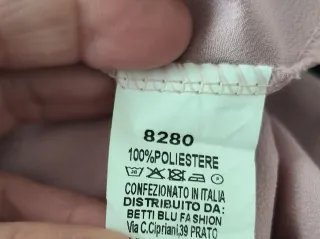 8280
100%POLIESTERE
CONFEZIONATO IN ITALIA
DISTRIBUITO DA:
BETTI BLU FASHION
Via C.Cipriani,39 PRATO